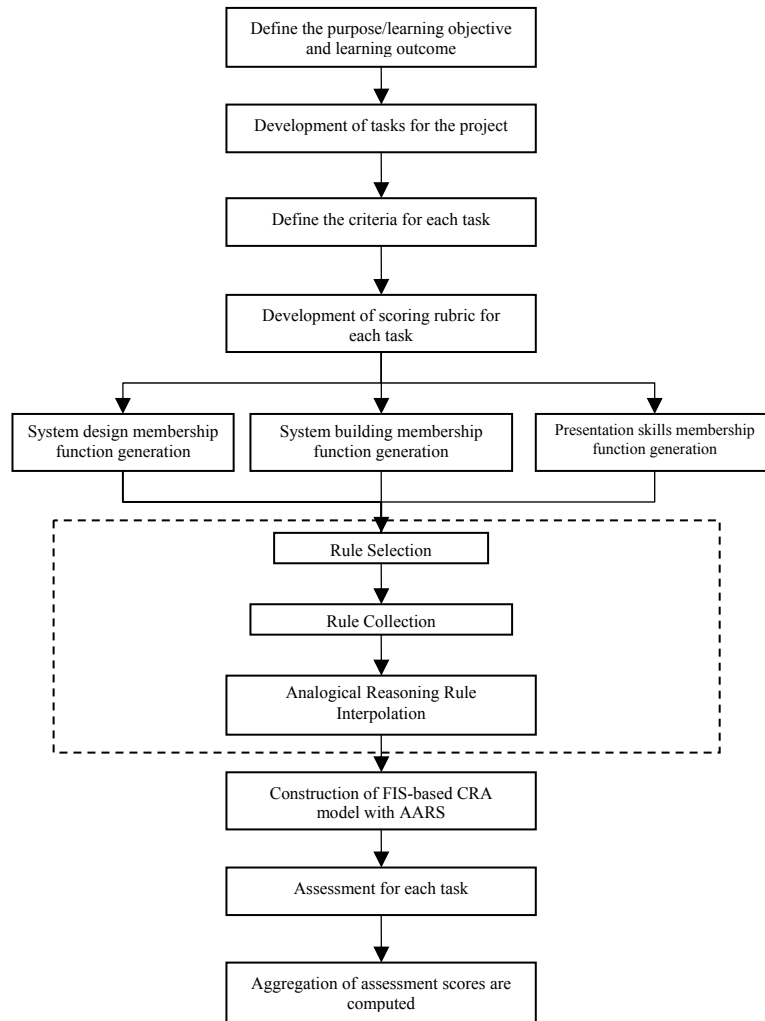 Define the purpose/learning objective
and learning outcome
Development of tasks for the project
Define the criteria for each task
Development of scoring rubric for
each task
System design membership
function generation
System building membership
function generation
Presentation skills membership
function generation
Rule Selection
Rule Collection
Analogical Reasoning Rule
Interpolation
Construction of FIS-based CRA
model with AARS
Assessment for each task
Aggregation of assessment scores are
computed